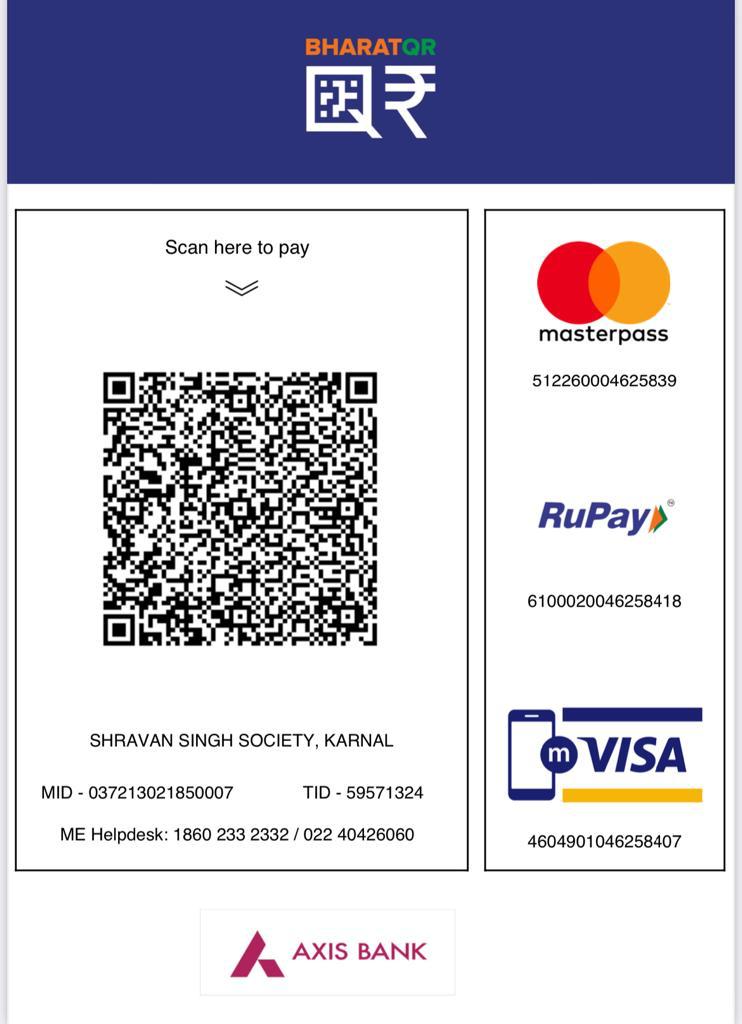 BHARATQR
Scan here to pay
SHRAVAN SINGH SOCIETY, KARNAL
MID - 037213021850007 TID - 59571324
ME Helpdesk: 1860 233 2332 / 022 40426060
masterpass
512260004625839
RuPay
6100020046258418
m VISA
4604901046258407
AXIS BANK